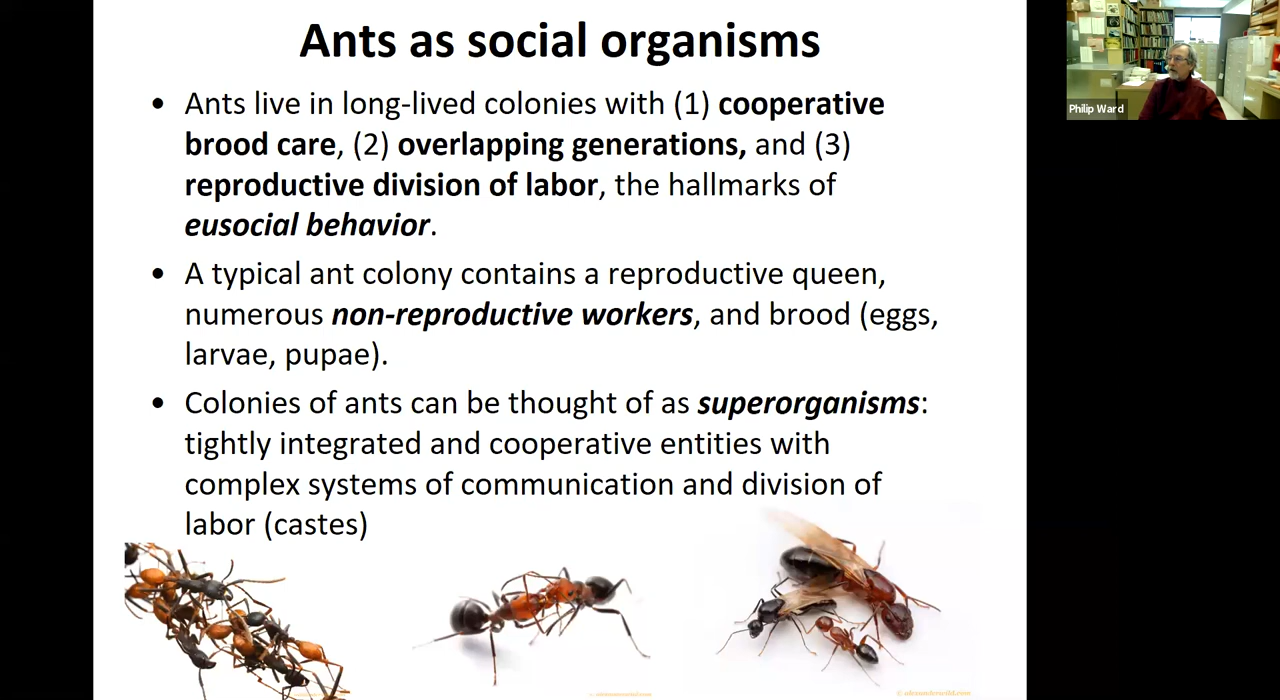 Ants as social organisms
• Ants live in long-lived colonies with (1) cooperative
brood care, (2) overlapping generations, and (3)
reproductive division of labor, the hallmarks of
eusocial behavior.
• A typical ant colony contains a reproductive queen,
numerous non-reproductive workers, and brood (eggs,
larvae, pupae).
• Colonies of ants can be thought of as superorganisms:
tightly integrated and cooperative entities with
complex systems of communication and division of
labor (castes)
Philip Ward
© alexanderwild.com